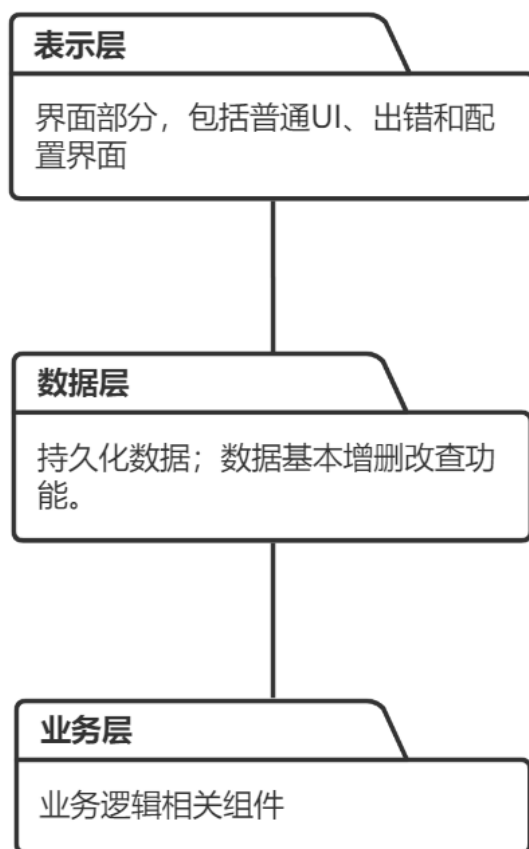 表示层
界面部分，包括普通UI、出错和配
置界面
数据层
持久化数据；数据基本增删改查功
能。
业务层
业务逻辑相关组件